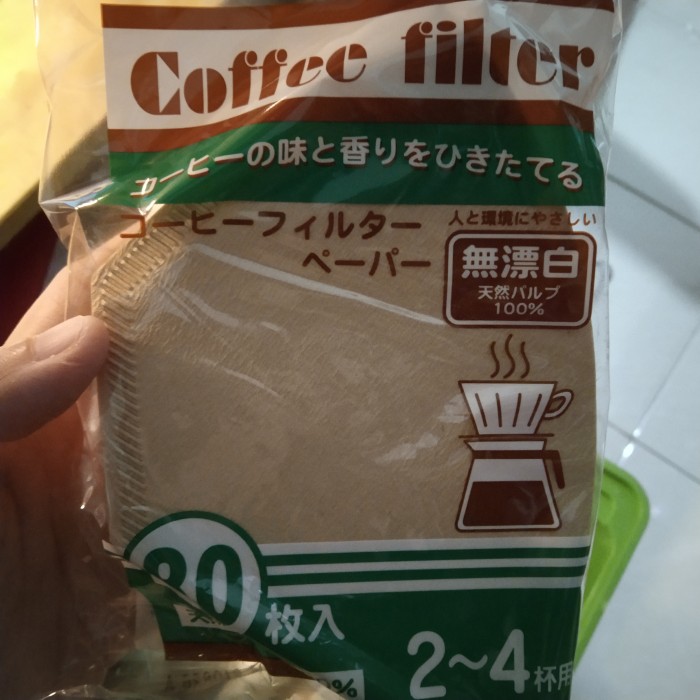 Coffee filter
コーヒーの味と香りをひきたてる
コーヒーフィルター
ペーパー
人と環境にやさしい
無漂白
天然パルプ
100%
80
枚入
2～4杯用